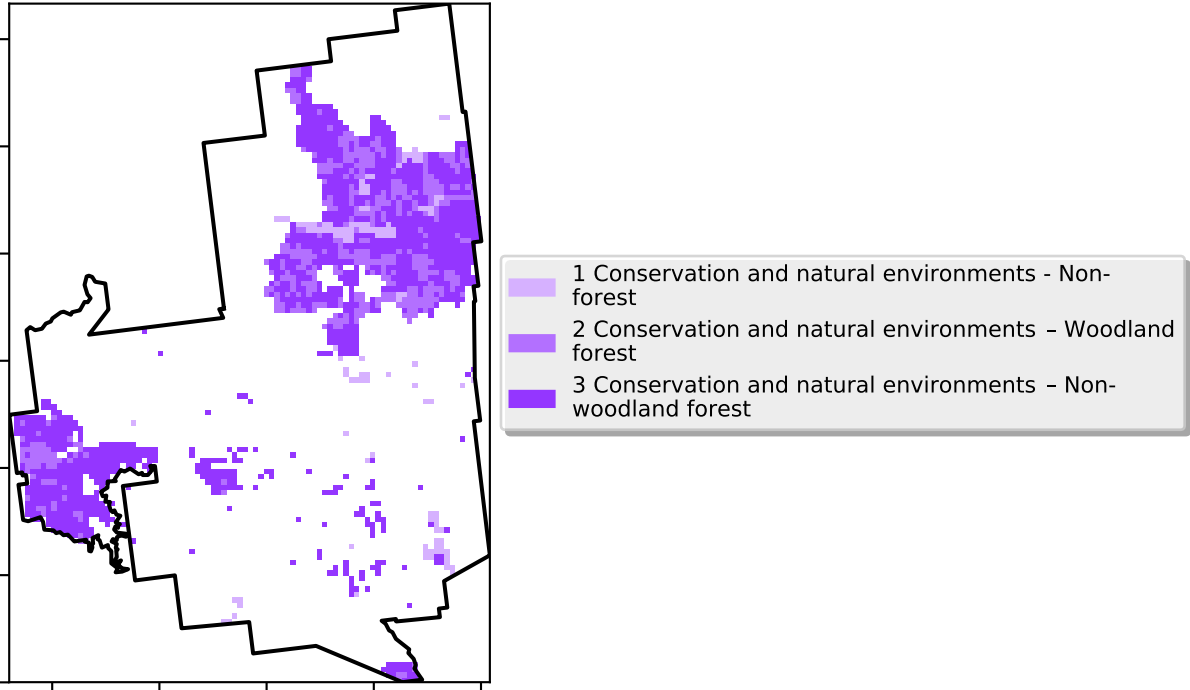 1 Conservation and natural environments - Non-
forest
2 Conservation and natural environments – Woodland
forest
3 Conservation and natural environments – Non-
woodland forest